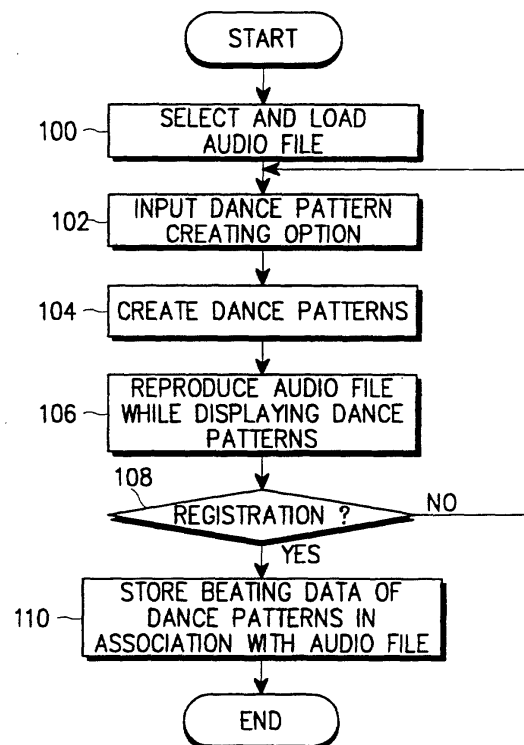 START
100
SELECT AND LOAD
AUDIO FILE
102
INPUT DANCE PATTERN
CREATING OPTION
104
CREATE DANCE PATTERNS
106
REPRODUCE AUDIO FILE
WHILE DISPLAYING DANCE
PATTERNS
108
REGISTRATION ?
NO
YES
110
STORE BEATING DATA OF
DANCE PATTERNS IN
ASSOCIATION WITH AUDIO FILE
END